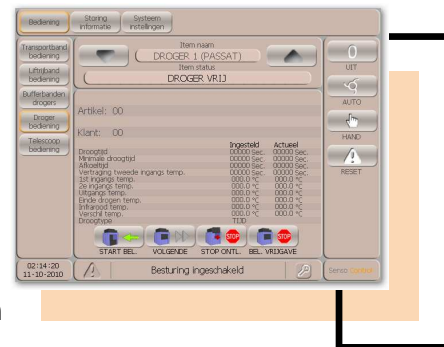 Bediening
Storing informatie
Systeem instellingen
Transportband bediening
Liftrijband bediening
Bufferbanden drogers
Droger bediening
Telescoop bediening
Item naam
DROGER 1 (PASSAT)
Item status
DROGER VRIJ
Artikel: 00
Klant: 00
Ingesteld Actueel
Droogtijd 00000 Sec. 00000 Sec.
Minimale droogtijd 00000 Sec. 00000 Sec.
Afkoeltijd 00000 Sec. 00000 Sec.
Vertraging tweede ingangs temp. 00000 Sec. 00000 Sec.
1st ingangs temp. 000.0 °C 000.0 °C
2e ingangs temp. 000.0 °C 000.0 °C
Uitgangs temp. 000.0 °C 000.0 °C
Einde drogen temp. 000.0 °C 000.0 °C
Infrarood temp. 000.0 °C 000.0 °C
Verschil temp. 000.0 °C 000.0 °C
Droogtype
STOP
STOP
START BEL. VOLGENDE STOP ONTL. BEL. VRIJGAVE
0
UIT
AUTO
HAND
RESET
02:14:20
11-10-2010
Besturing ingeschakeld
Senso Control